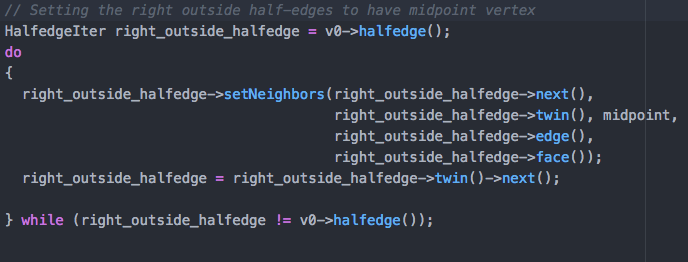 // Setting the right outside half-edges to have midpoint vertex
HalfedgeIter right_outside_halfedge = v0->halfedge();
do
{
right_outside_halfedge->setNeighbors(right_outside_halfedge->next(),
right_outside_halfedge->twin(), midpoint,
right_outside_halfedge->edge(),
right_outside_halfedge->face());
right_outside_halfedge = right_outside_halfedge->twin()->next();
} while (right_outside_halfedge != v0->halfedge());